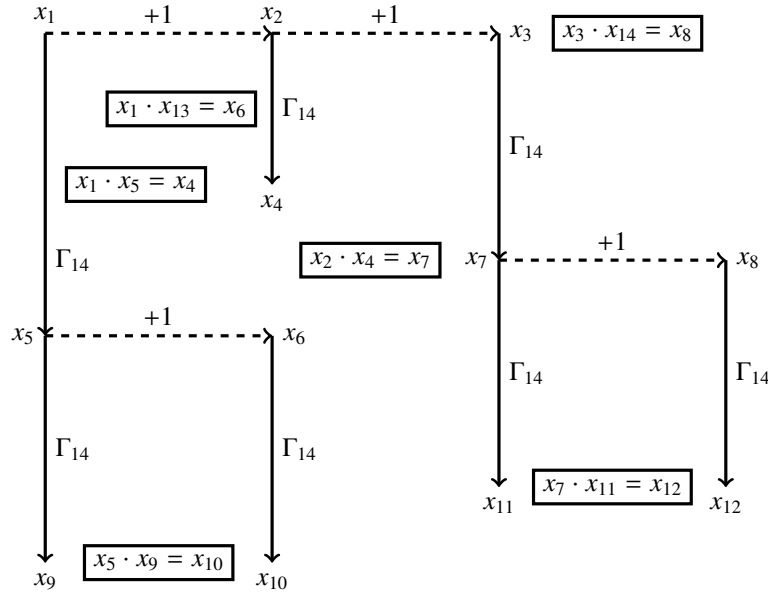 x₁ +1 x₂ +1 x₃ x₃ · x₁₄ = x₈
x₁ · x₁₃ = x₆ Γ₁₄
Γ₁₄
x₁ · x₅ = x₄
x₄
Γ₁₄ x₂ · x₄ = x₇ x₇ +1 x₈
x₅ +1 x₆
Γ₁₄ Γ₁₄
Γ₁₄ Γ₁₄
x₇ · x₁₁ = x₁₂
x₁₁ x₁₂
x₅ · x₉ = x₁₀
x₉ x₁₀